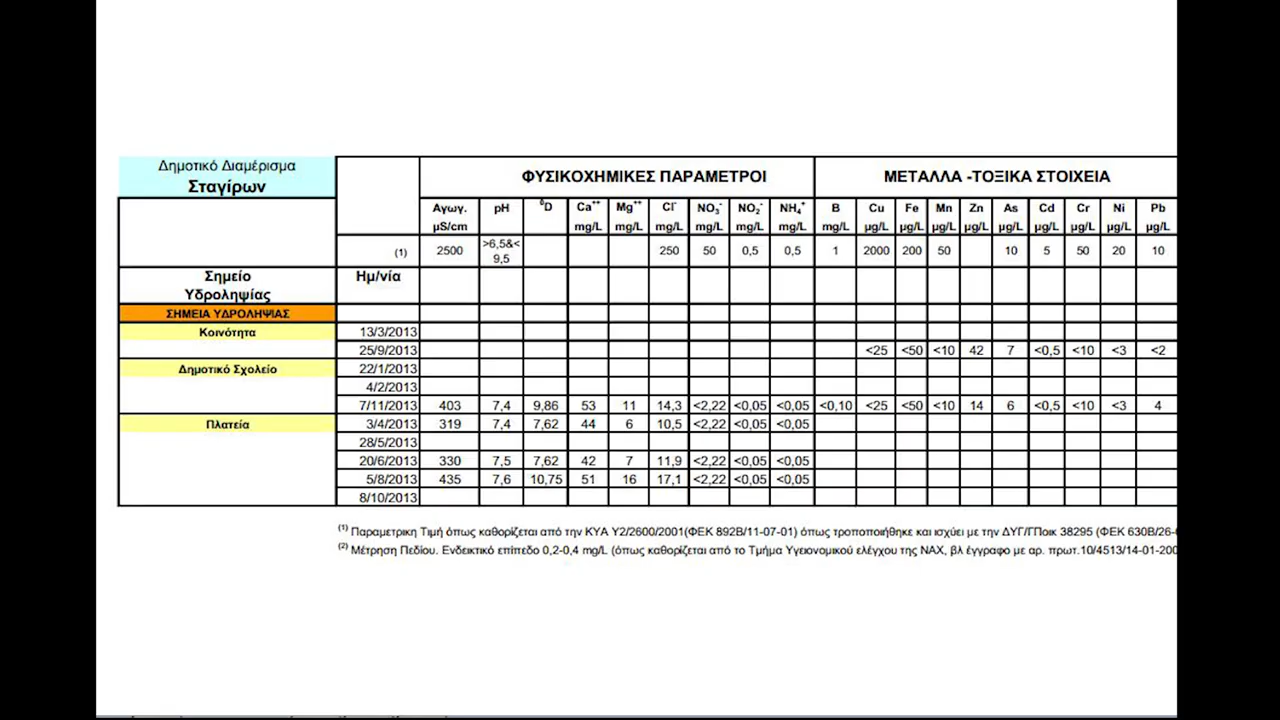 Δημοτικό Διαμέρισμα
Σταγίρων
ΦΥΣΙΚΟΧΗΜΙΚΕΣ ΠΑΡΑΜΕΤΡΟΙ ΜΕΤΑΛΛΑ -ΤΟΞΙΚΑ ΣΤΟΙΧΕΙΑ
Αγωγ. pH ⁰D Ca⁺⁺ Mg⁺⁺ Cl⁻ NO₃⁻ NO₂⁻ NH₄⁺ B Cu Fe Mn Zn As Cd Cr Ni Pb
μS/cm mg/L mg/L mg/L mg/L mg/L mg/L mg/L μg/L μg/L μg/L μg/L μg/L μg/L μg/L μg/L μg/L
(1) 2500 >6,5&< 9,5 250 50 0,5 0,5 1 2000 200 50 10 5 50 20 10
Σημείο Ημ/νία
Υδροληψίας
ΣΗΜΕΙΑ ΥΔΡΟΛΗΨΙΑΣ
Κοινότητα 13/3/2013
25/9/2013 <25 <50 <10 42 7 <0,5 <10 <3 <2
Δημοτικό Σχολείο 22/1/2013
4/2/2013
7/11/2013 403 7,4 9,86 53 11 14,3 <2,22 <0,05 <0,05 <0,10 <25 <50 <10 14 6 <0,5 <10 <3 4
Πλατεία 3/4/2013 319 7,4 7,62 44 6 10,5 <2,22 <0,05 <0,05
28/5/2013
20/6/2013 330 7,5 7,62 42 7 11,9 <2,22 <0,05 <0,05
5/8/2013 435 7,6 10,75 51 16 17,1 <2,22 <0,05 <0,05
8/10/2013
(1) Παραμετρικη Τιμή όπως καθορίζεται από την ΚΥΑ Υ2/2600/2001(ΦΕΚ 892Β/11-07-01) όπως τροποποιήθηκε και ισχύει με την ΔΥΓ/ΓΠοικ 38295 (ΦΕΚ 630Β/26-
(2) Μέτρηση Πεδίου. Ενδεικτικό επίπεδο 0,2-0,4 mg/L (όπως καθορίζεται από το Τμήμα Υγειονομικού ελέγχου της ΝΑΧ, βλ έγγραφο με αρ. πρωτ.10/4513/14-01-200